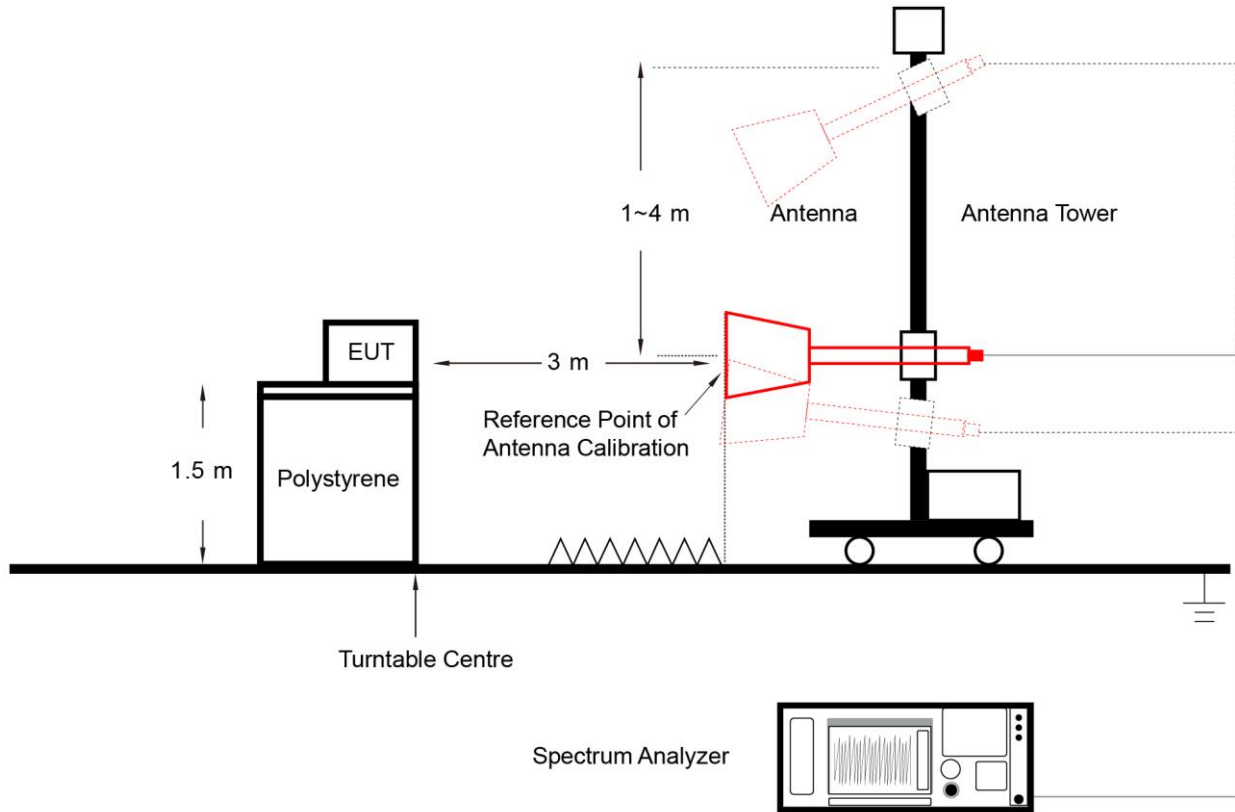 1~4 m
Antenna
Antenna Tower
EUT
3 m
Reference Point of
Antenna Calibration
1.5 m
Polystyrene
Turntable Centre
Spectrum Analyzer